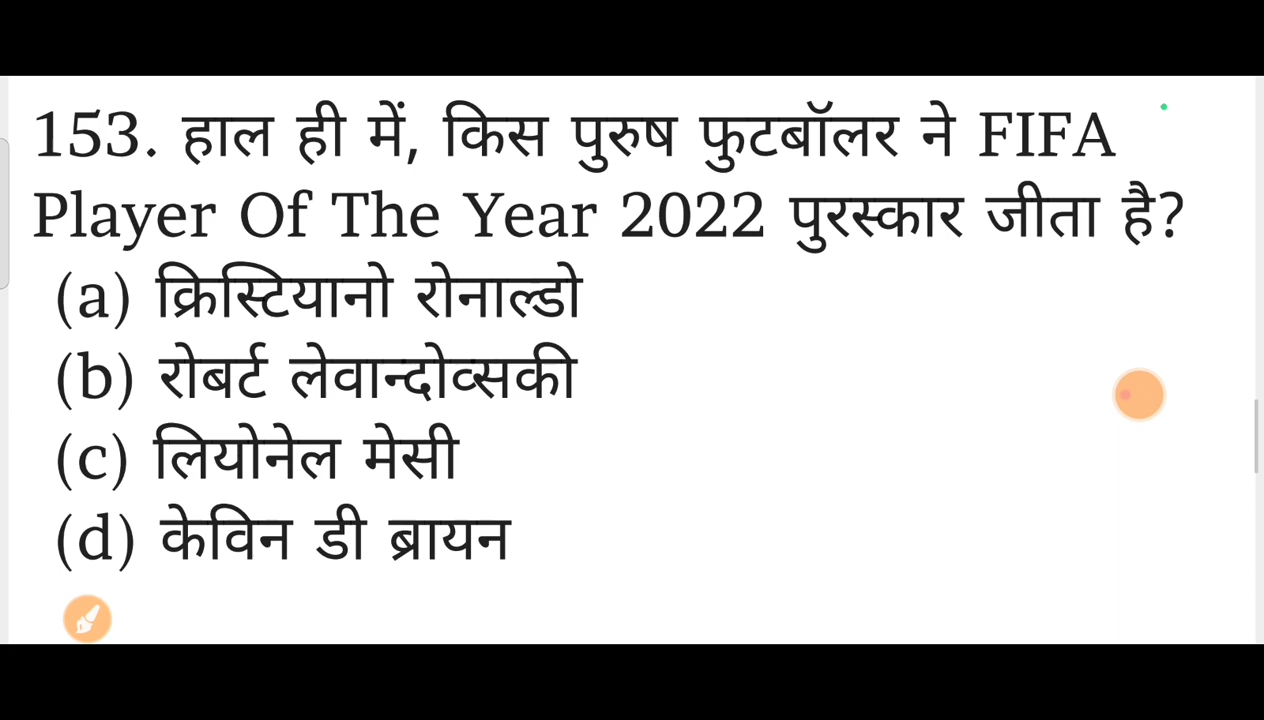 153. हाल ही में, किस पुरुष फुटबॉलर ने FIFA
Player Of The Year 2022 पुरस्कार जीता है?
(a) क्रिस्टियानो रोनाल्डो
(b) रोबर्ट लेवान्दोव्सकी
(c) लियोनेल मेसी
(d) केविन डी ब्रायन